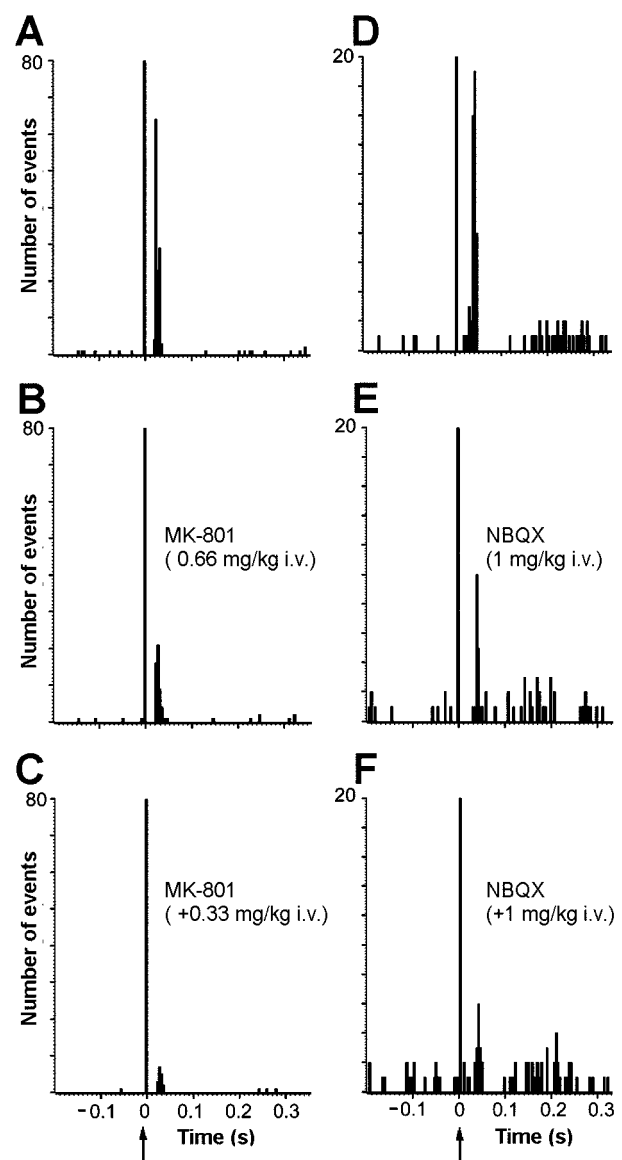 A
D
80
20
Number of events
B
E
80
20
Number of events
MK-801
( 0.66 mg/kg i.v.)
NBQX
(1 mg/kg i.v.)
C
F
80
20
Number of events
MK-801
( +0.33 mg/kg i.v.)
NBQX
(+1 mg/kg i.v.)
−0.1 0 0.1 0.2 0.3
−0.1 0 0.1 0.2 0.3
Time (s)
Time (s)